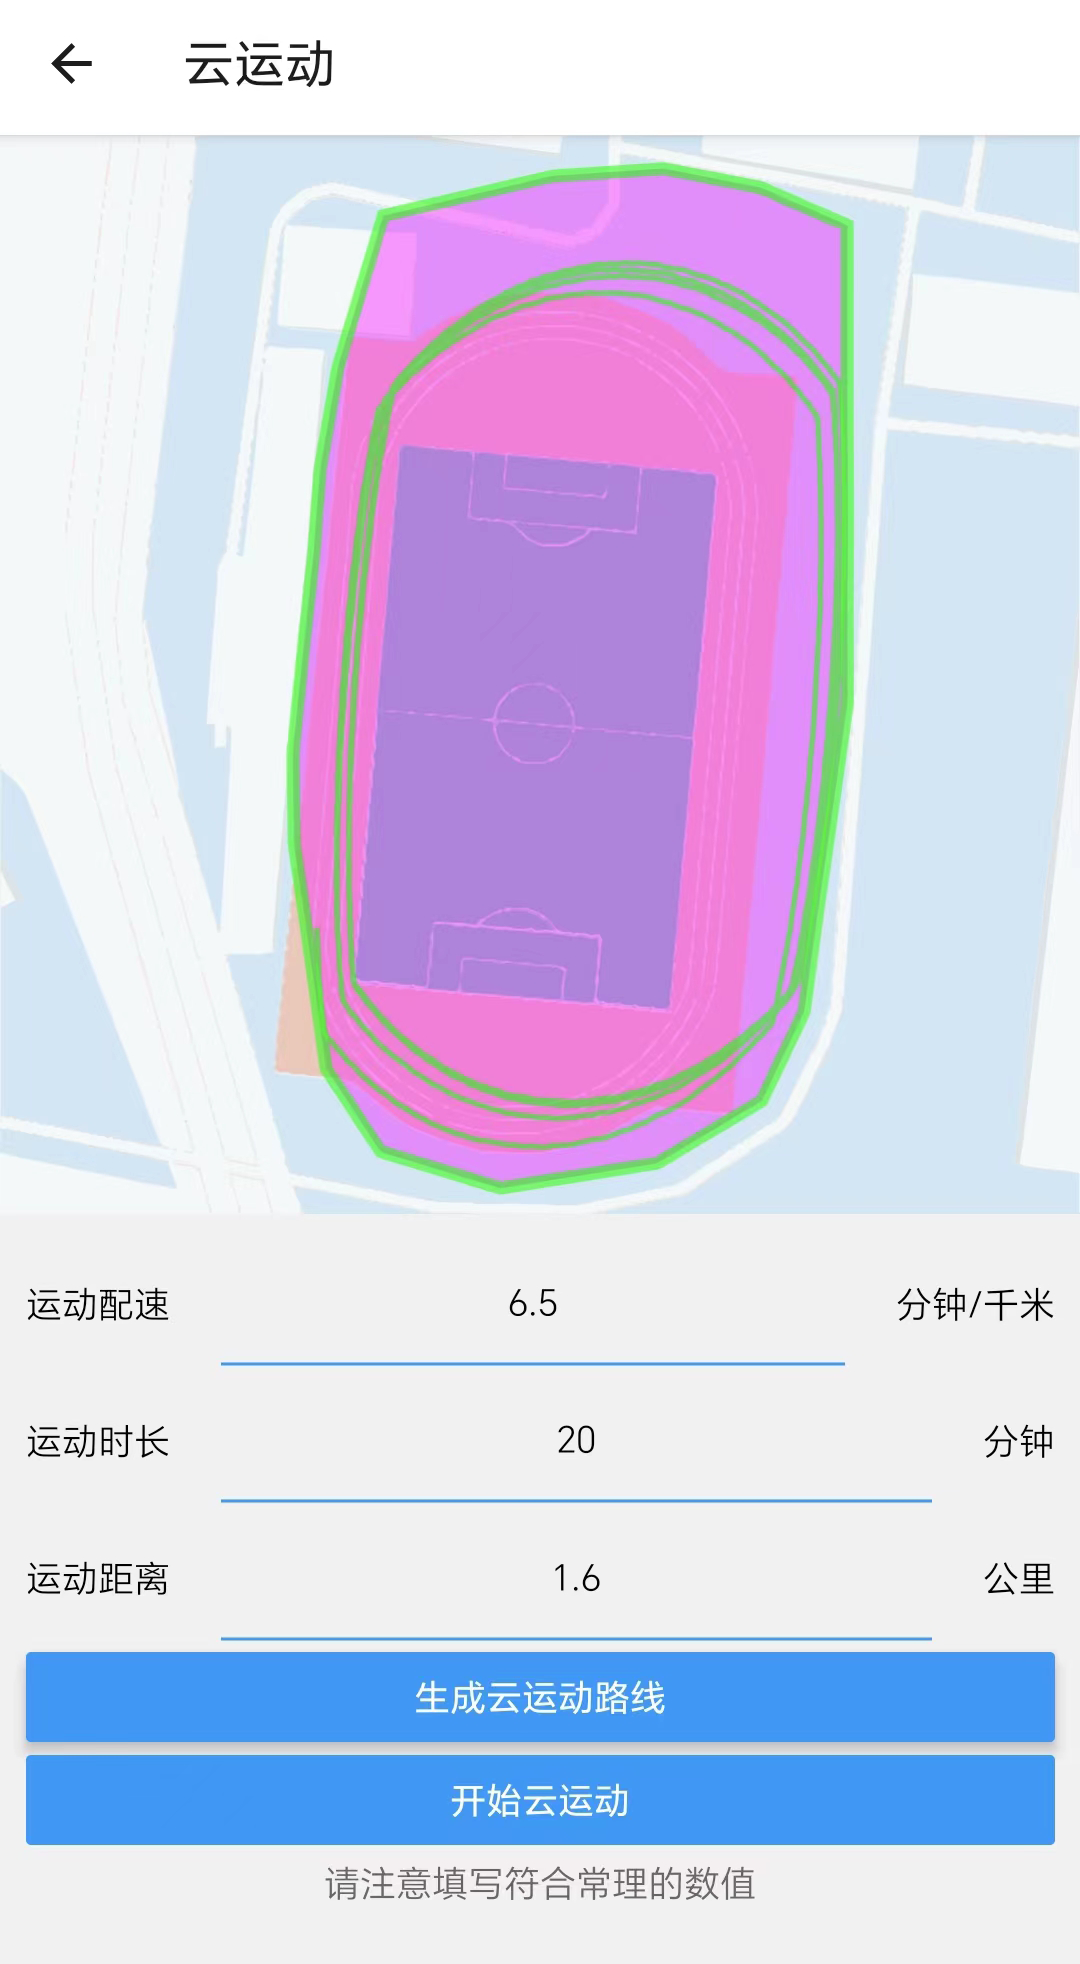 云运动
运动配速 6.5 分钟/千米
运动时长 20 分钟
运动距离 1.6 公里
生成云运动路线
开始云运动
请注意填写符合常理的数值